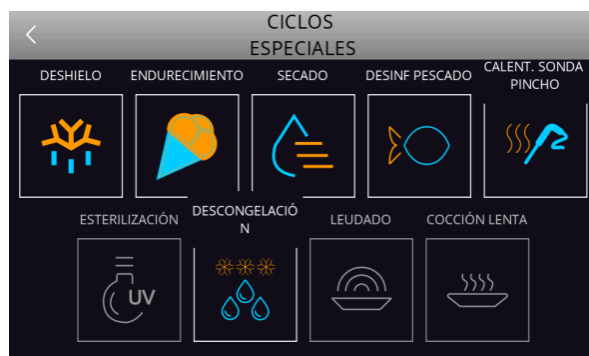 CICLOS
ESPECIALES
DESHIELO ENDURECIMIENTO SECADO DESINF PESCADO CALENT. SONDA
PINCHO
ESTERILIZACIÓN DESCONGELACIÓ
N LEUDADO COCCIÓN LENTA
UV